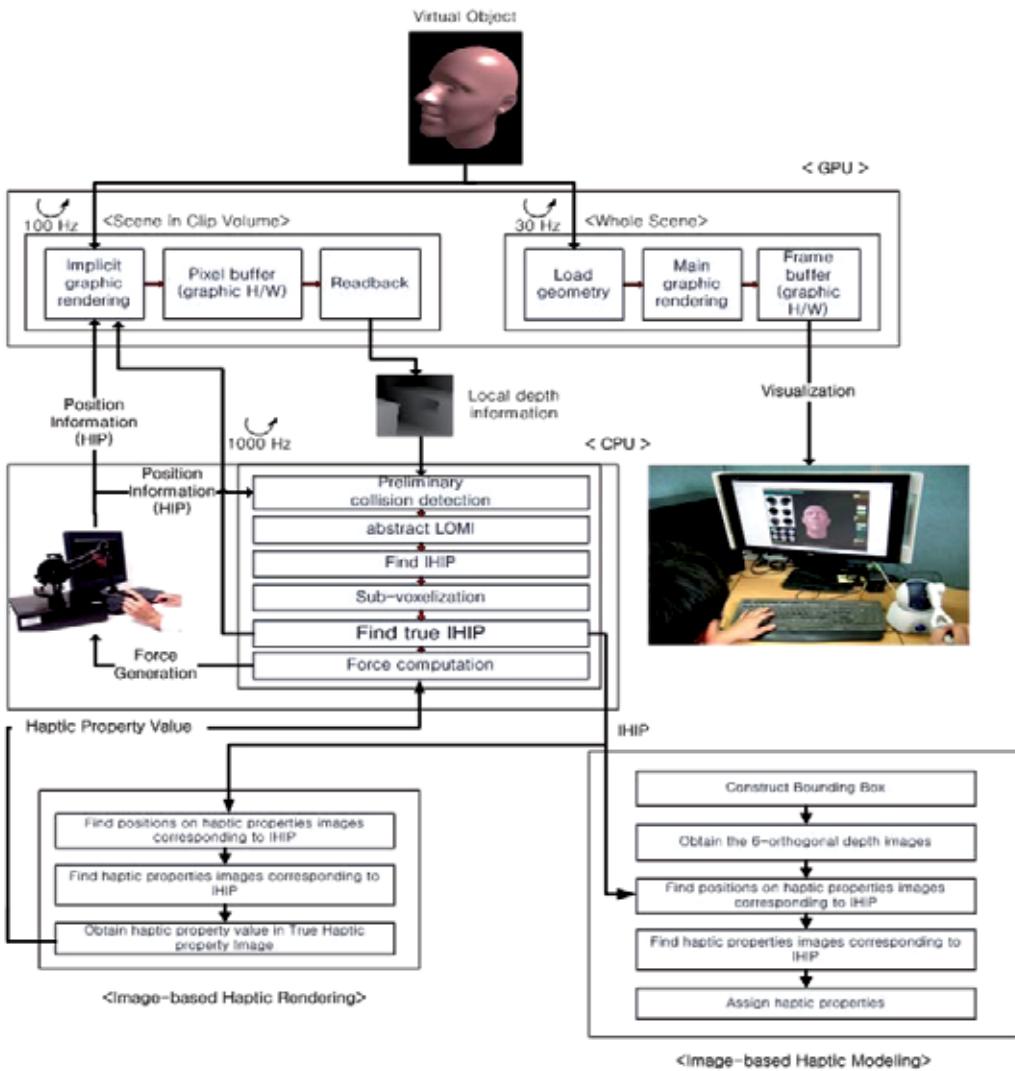 Virtual Object
< GPU >
100 Hz
<Scene in Clip Volume>
30 Hz
<Whole Scene>
Implicit
graphic
rendering
Pixel buffer
(graphic H/W)
Readback
Load
geometry
Main
graphic
rendering
Frame
buffer
(graphic
H/W)
Position
Information
(HIP)
Local depth
information
Visualization
1000 Hz
< CPU >
Position
Information
(HIP)
Preliminary
collision detection
abstract LOMI
Find IHIP
Sub-voxelization
Find true IHIP
Force computation
Force
Generation
Haptic Property Value
IHIP
Find positions on haptic properties images
corresponding to IHIP
Find haptic properties images corresponding to
IHIP
Obtain haptic property value in True Haptic
property Image
<Image-based Haptic Rendering>
Construct Bounding Box
Obtain the 6-orthogonal depth images
Find positions on haptic properties images
corresponding to IHIP
Find haptic properties images corresponding to
IHIP
Assign haptic properties
<Image-based Haptic Modeling>